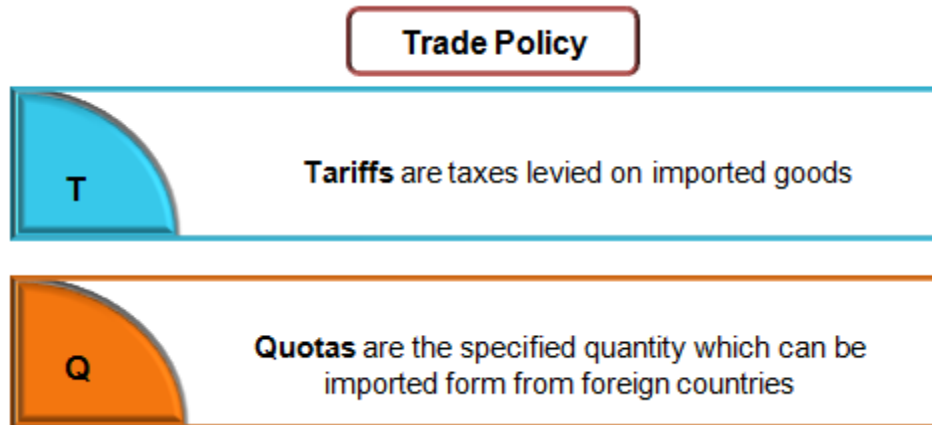 Trade Policy
T
Tariffs are taxes levied on imported goods
Q
Quotas are the specified quantity which can be
imported form from foreign countries